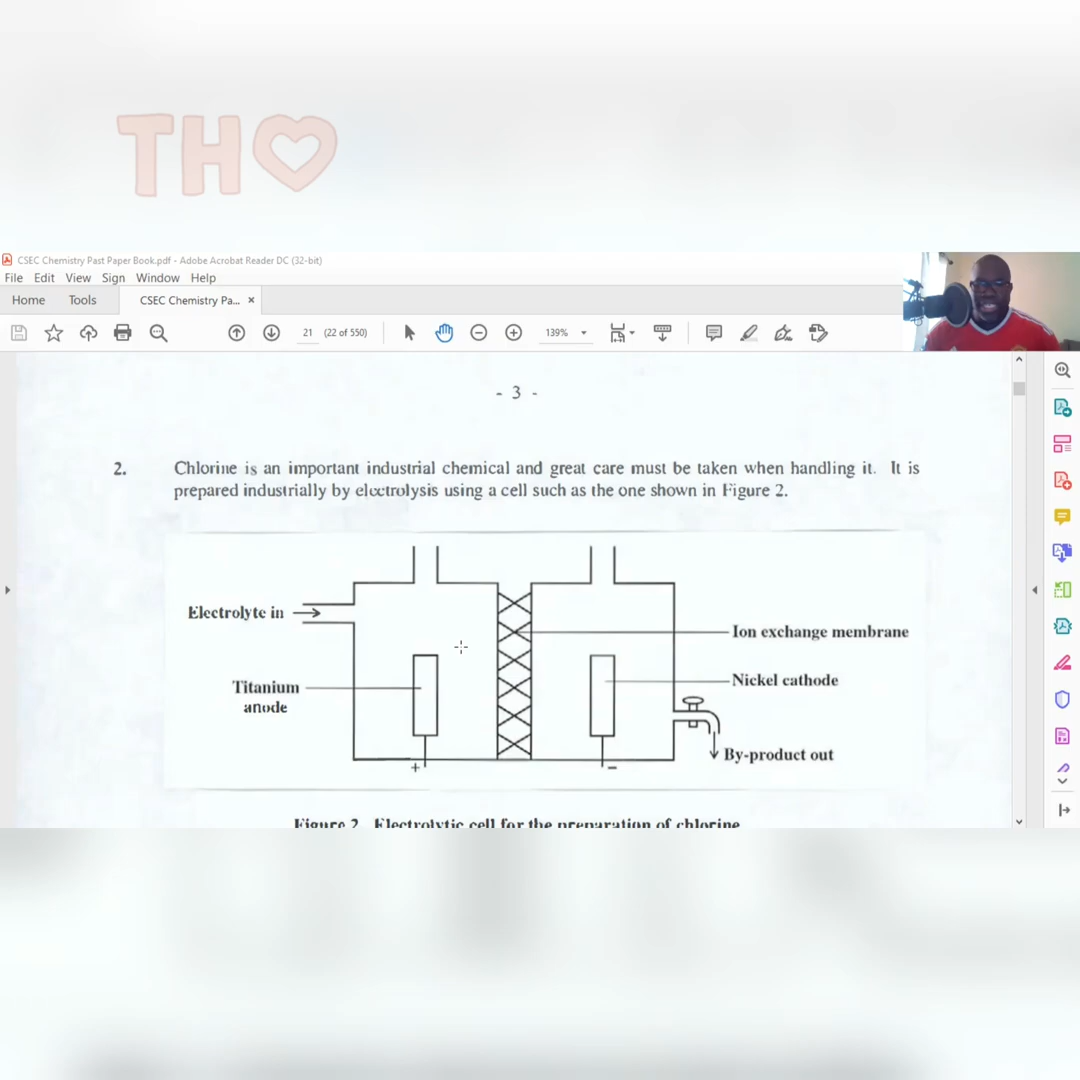 TH
CSEC Chemistry Past Paper Book.pdf - Adobe Acrobat Reader DC (32-bit)
File Edit View Sign Window Help
Home Tools CSEC Chemistry Pa... ×
21 (22 of 550) 139%
- 3 -
2. Chlorine is an important industrial chemical and great care must be taken when handling it. It is
prepared industrially by electrolysis using a cell such as the one shown in Figure 2.
Electrolyte in
Ion exchange membrane
Titanium
anode
Nickel cathode
+
−
By-product out
Figure 2. Electrolytic cell for the preparation of chlorine